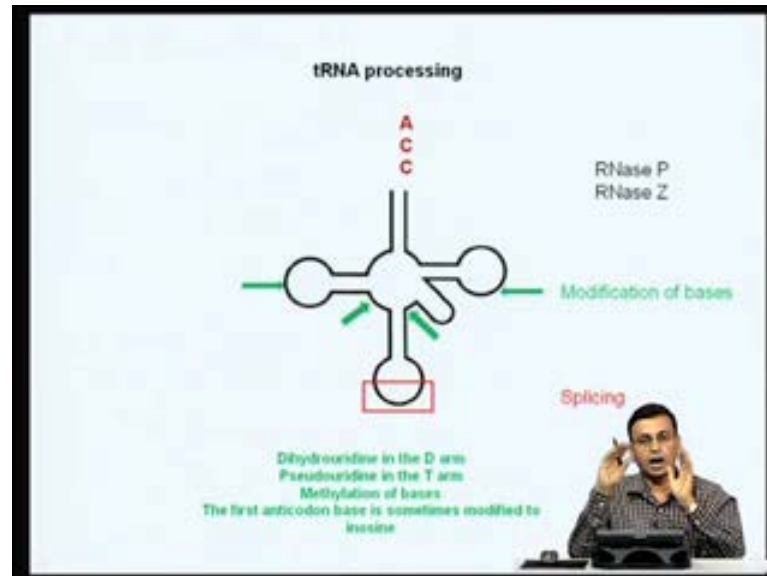 tRNA processing
A
C
C
RNase P
RNase Z
Modification of bases
Splicing
Dihydrouridine in the D arm
Pseudouridine in the T arm
Methylation of bases
The first anticodon base is sometimes modified to
inosine